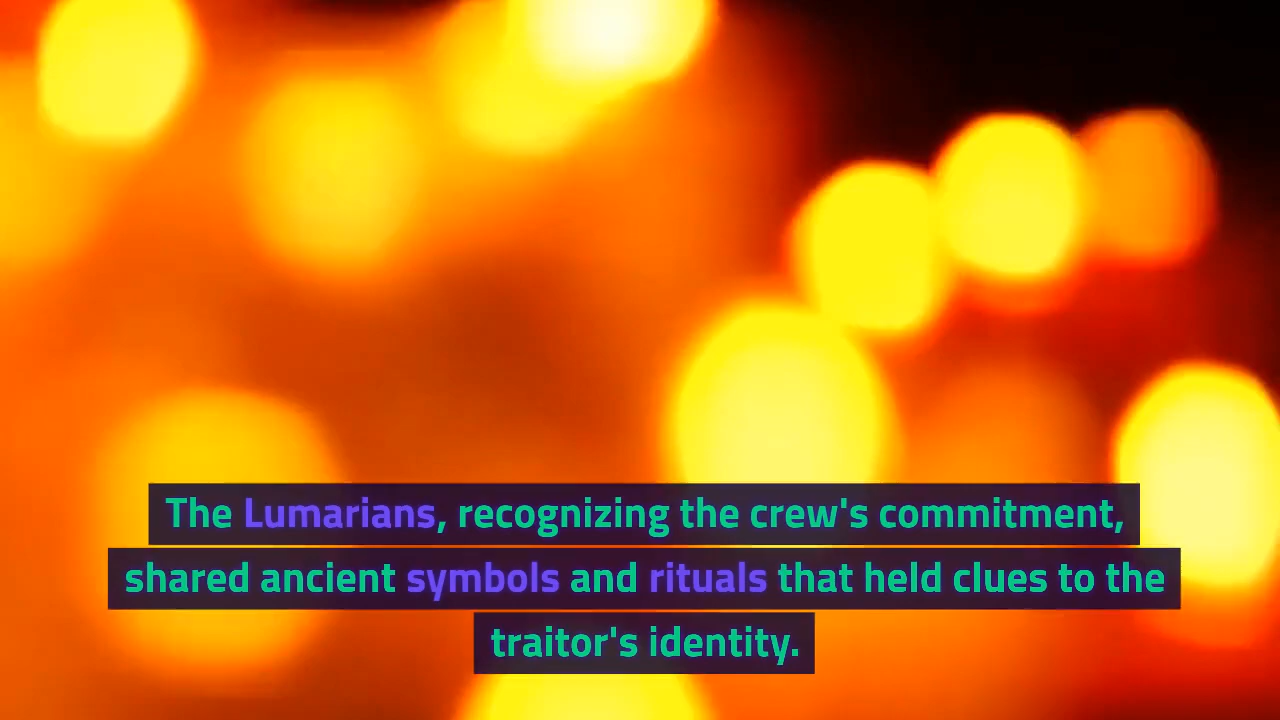 The Lumarians, recognizing the crew's commitment,
shared ancient symbols and rituals that held clues to the
traitor's identity.